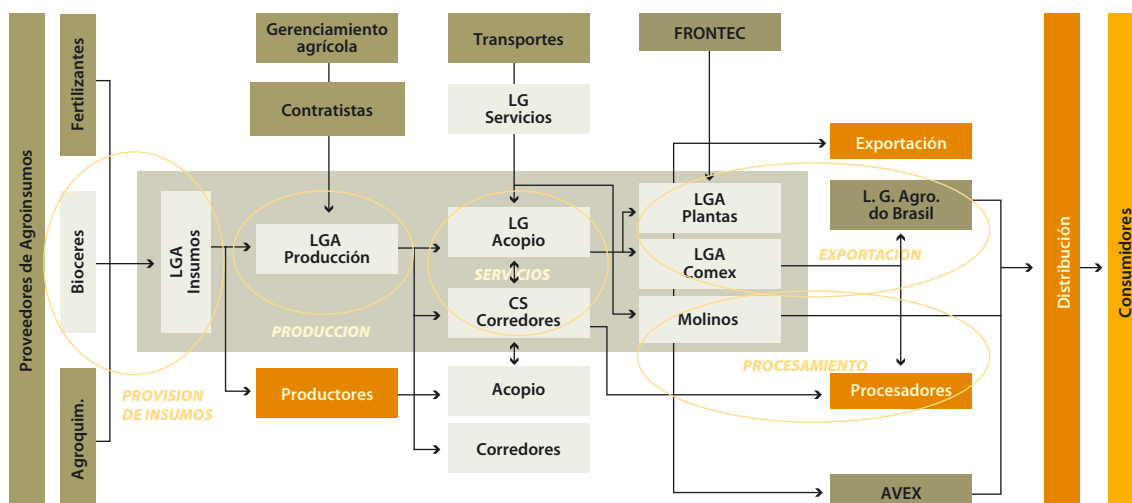 Proveedores de Agroinsumos
Fertilizantes
Bioceres
Agroquim.
Gerenciamiento
agrícola
Contratistas
Transportes
LG
Servicios
FRONTEC
Exportación
LGA
Insumos
LGA
Producción
LG
Acopio
CS
Corredores
LGA
Plantas
LGA
Comex
Molinos
L. G. Agro.
do Brasil
PROVISION
DE INSUMOS
PRODUCCION
SERVICIOS
EXPORTACION
PROCESAMIENTO
Productores
Acopio
Corredores
Procesadores
AVEX
Distribución
Consumidores